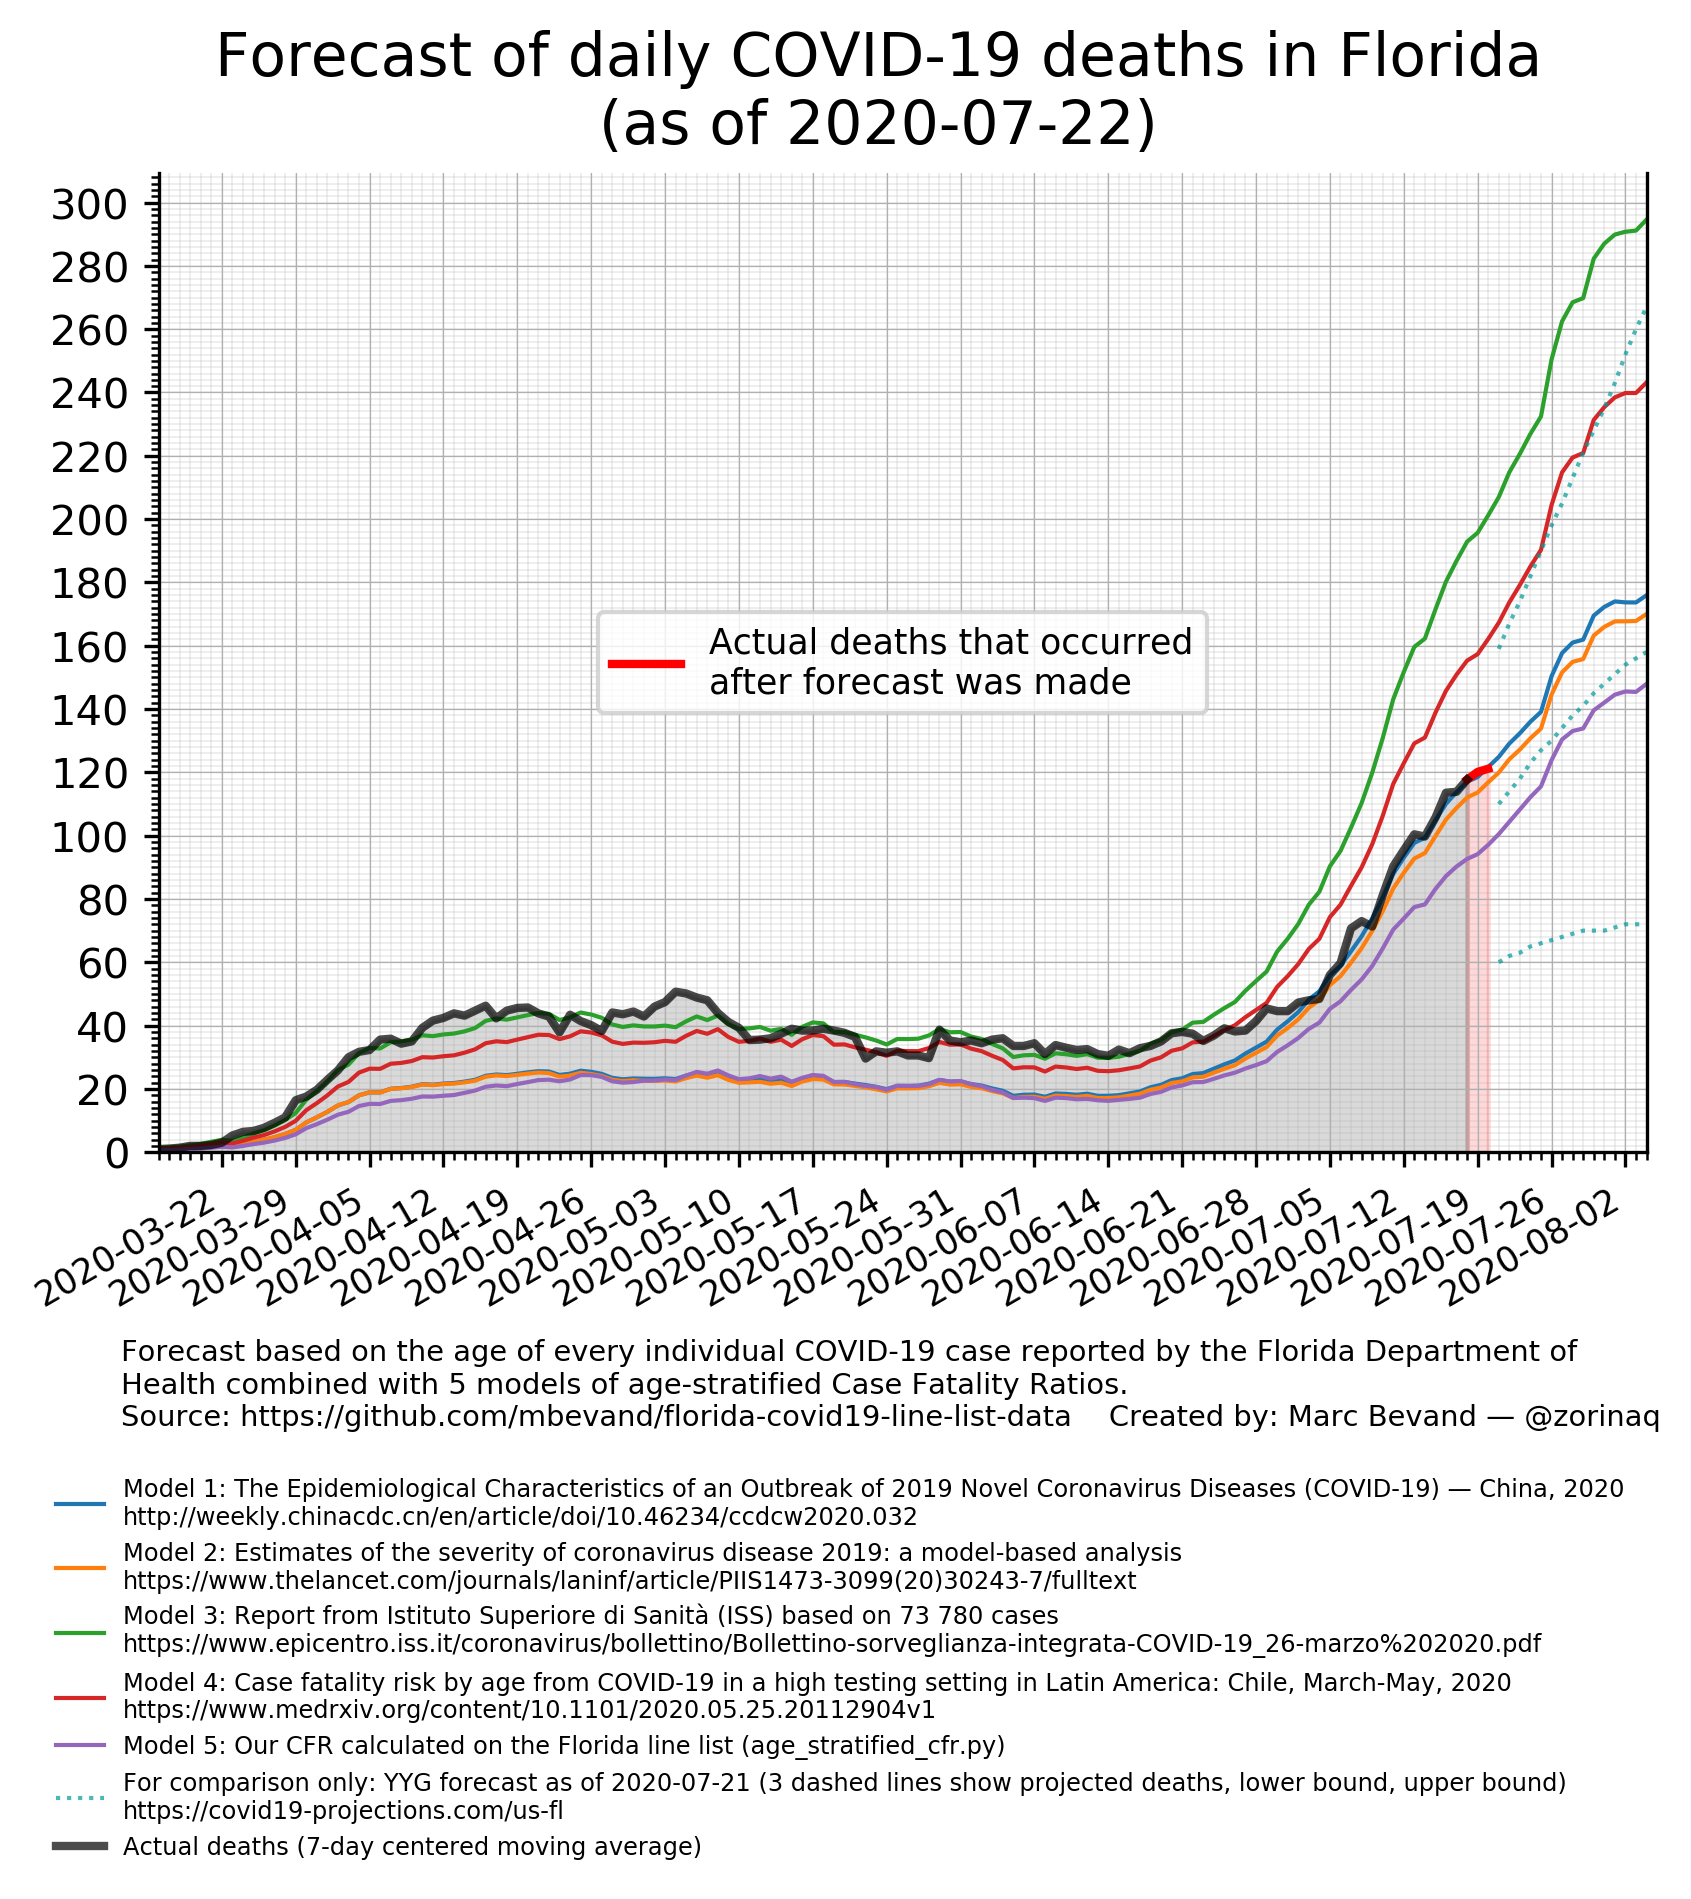 Forecast of daily COVID-19 deaths in Florida
(as of 2020-07-22)
300
280
260
240
220
200
180
160
140
120
100
80
60
40
20
0
Actual deaths that occurred
after forecast was made
2020-03-22
2020-03-29
2020-04-05
2020-04-12
2020-04-19
2020-04-26
2020-05-03
2020-05-10
2020-05-17
2020-05-24
2020-05-31
2020-06-07
2020-06-14
2020-06-21
2020-06-28
2020-07-05
2020-07-12
2020-07-19
2020-07-26
2020-08-02
Forecast based on the age of every individual COVID-19 case reported by the Florida Department of
Health combined with 5 models of age-stratified Case Fatality Ratios.
Source: https://github.com/mbevand/florida-covid19-line-list-data    Created by: Marc Bevand — @zorinaq
Model 1: The Epidemiological Characteristics of an Outbreak of 2019 Novel Coronavirus Diseases (COVID-19) — China, 2020
http://weekly.chinacdc.cn/en/article/doi/10.46234/ccdcw2020.032
Model 2: Estimates of the severity of coronavirus disease 2019: a model-based analysis
https://www.thelancet.com/journals/laninf/article/PIIS1473-3099(20)30243-7/fulltext
Model 3: Report from Istituto Superiore di Sanità (ISS) based on 73 780 cases
https://www.epicentro.iss.it/coronavirus/bollettino/Bollettino-sorveglianza-integrata-COVID-19_26-marzo%202020.pdf
Model 4: Case fatality risk by age from COVID-19 in a high testing setting in Latin America: Chile, March-May, 2020
https://www.medrxiv.org/content/10.1101/2020.05.25.20112904v1
Model 5: Our CFR calculated on the Florida line list (age_stratified_cfr.py)
For comparison only: YYG forecast as of 2020-07-21 (3 dashed lines show projected deaths, lower bound, upper bound)
https://covid19-projections.com/us-fl
Actual deaths (7-day centered moving average)